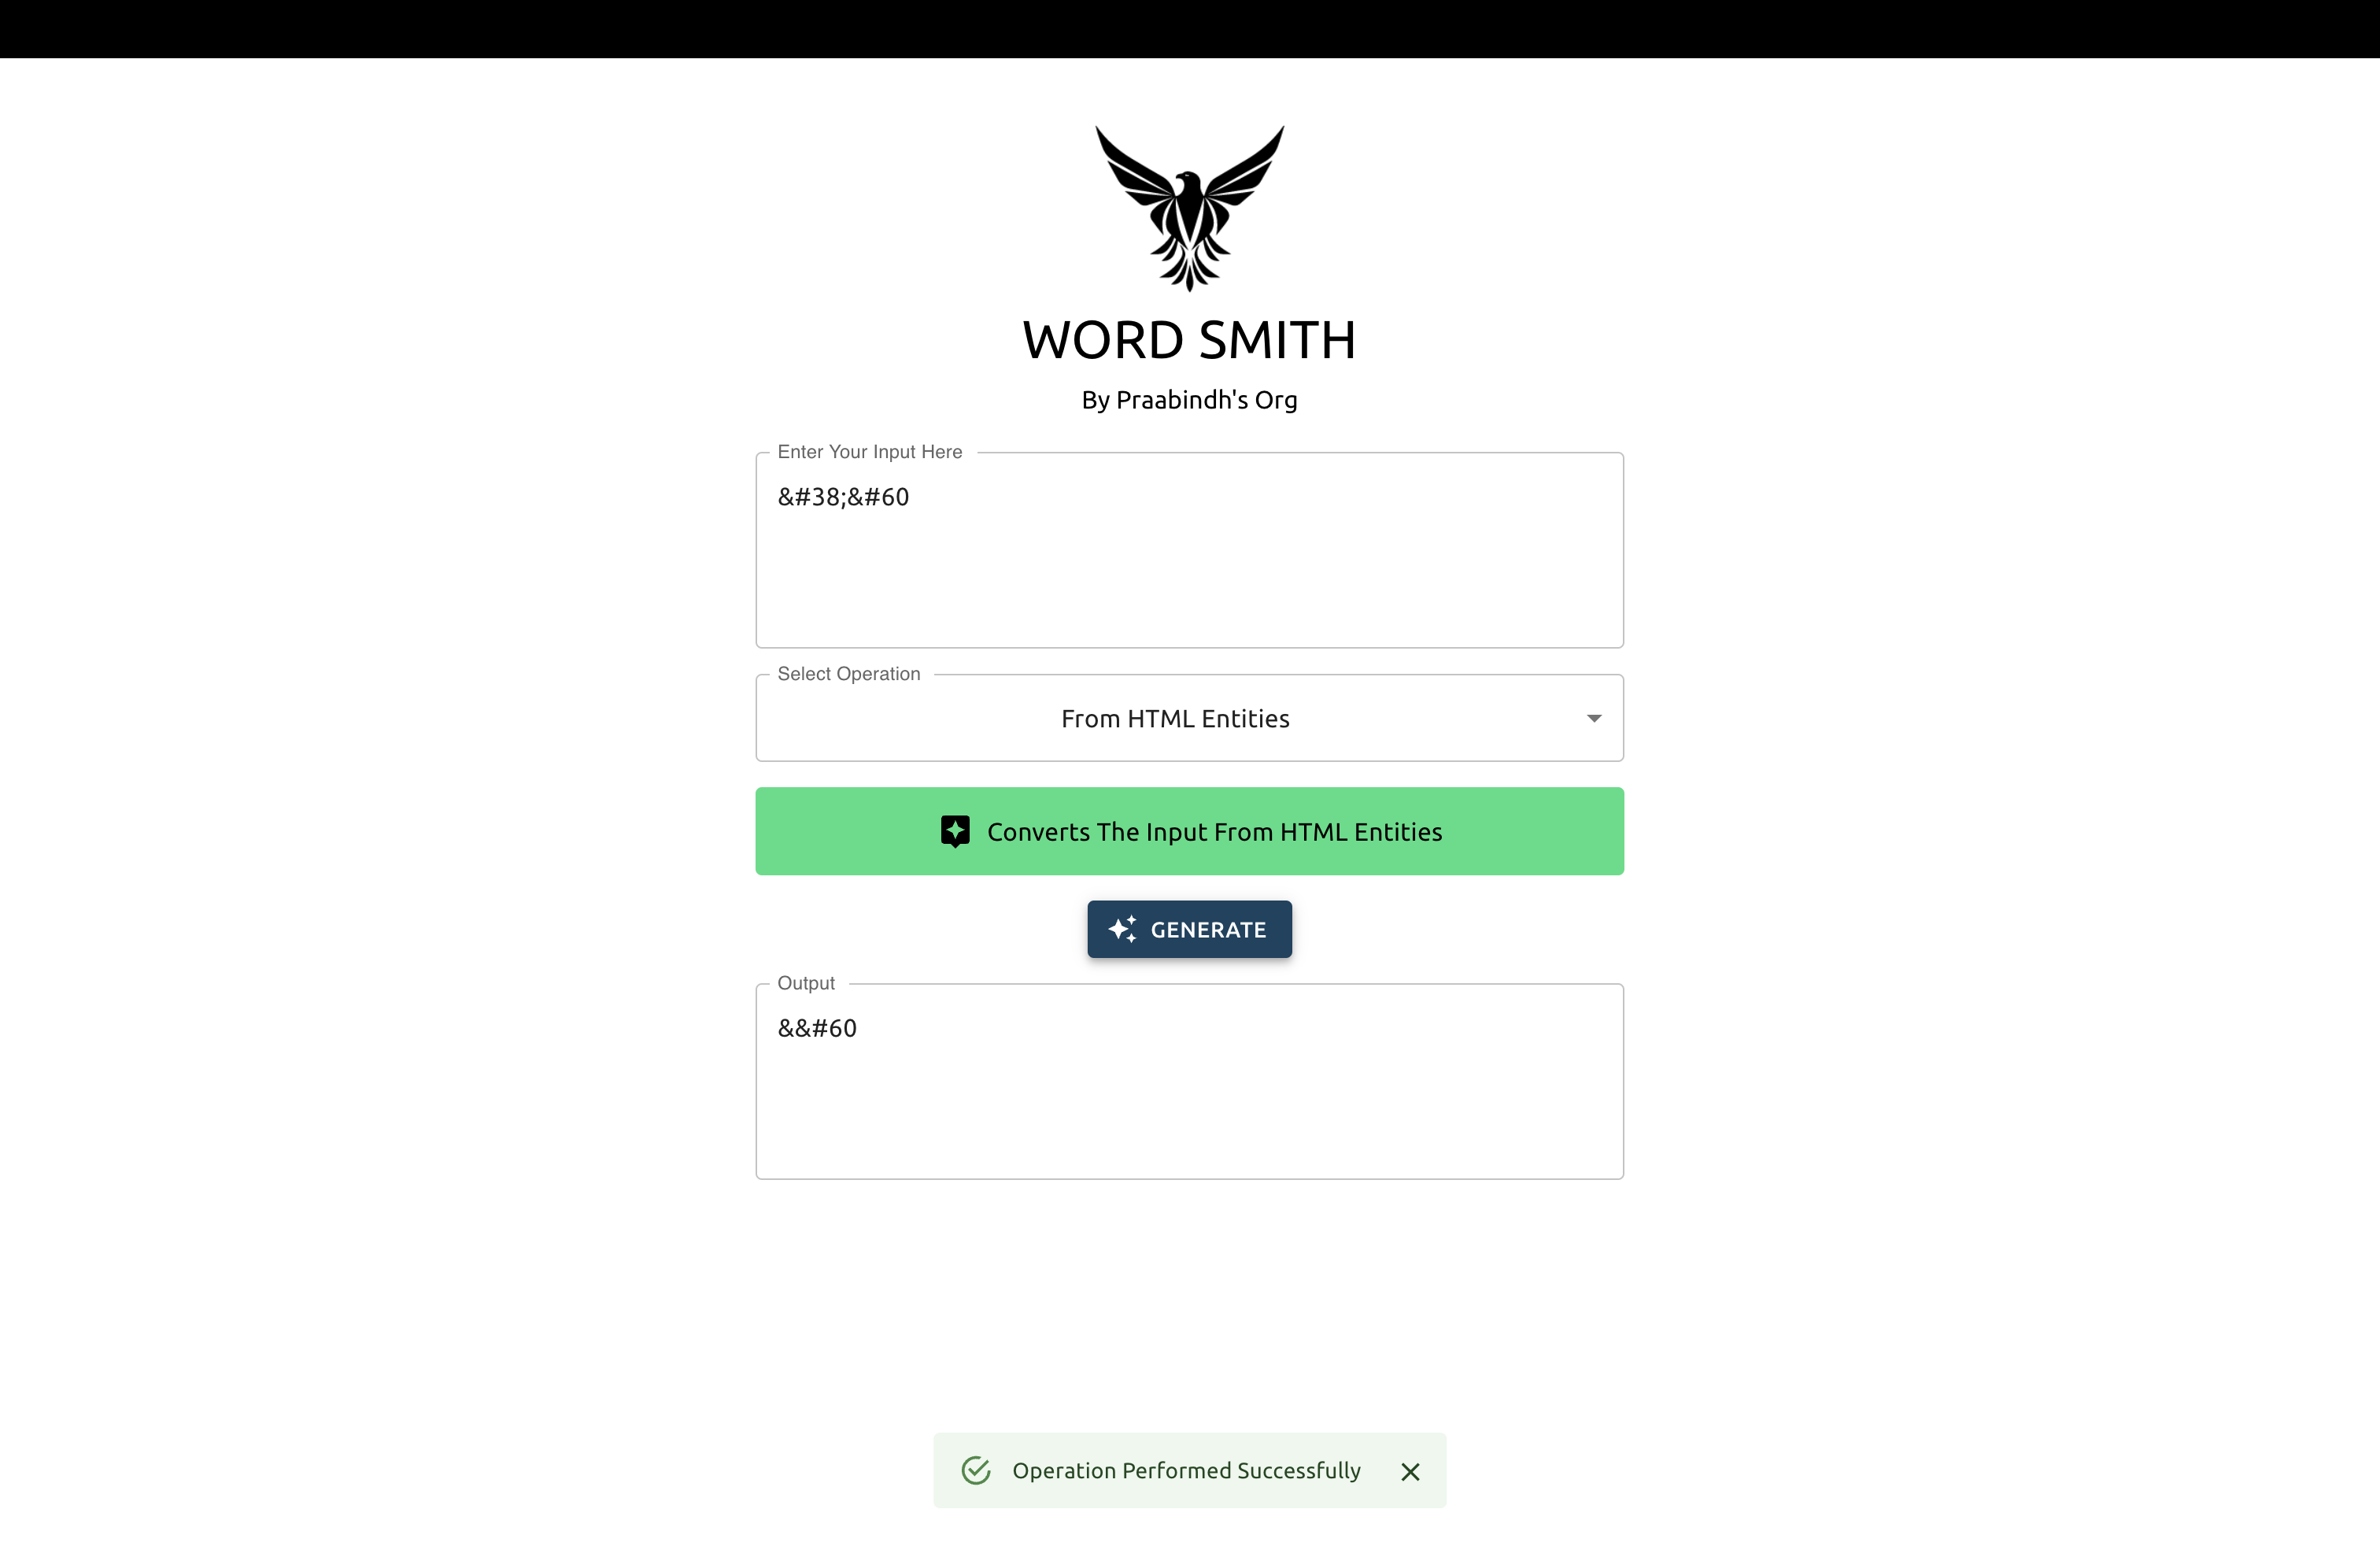 WORD SMITH
By Praabindh's Org
Enter Your Input Here
&#38;&#60
Select Operation
From HTML Entities
Converts The Input From HTML Entities
GENERATE
Output
&&#60
Operation Performed Successfully